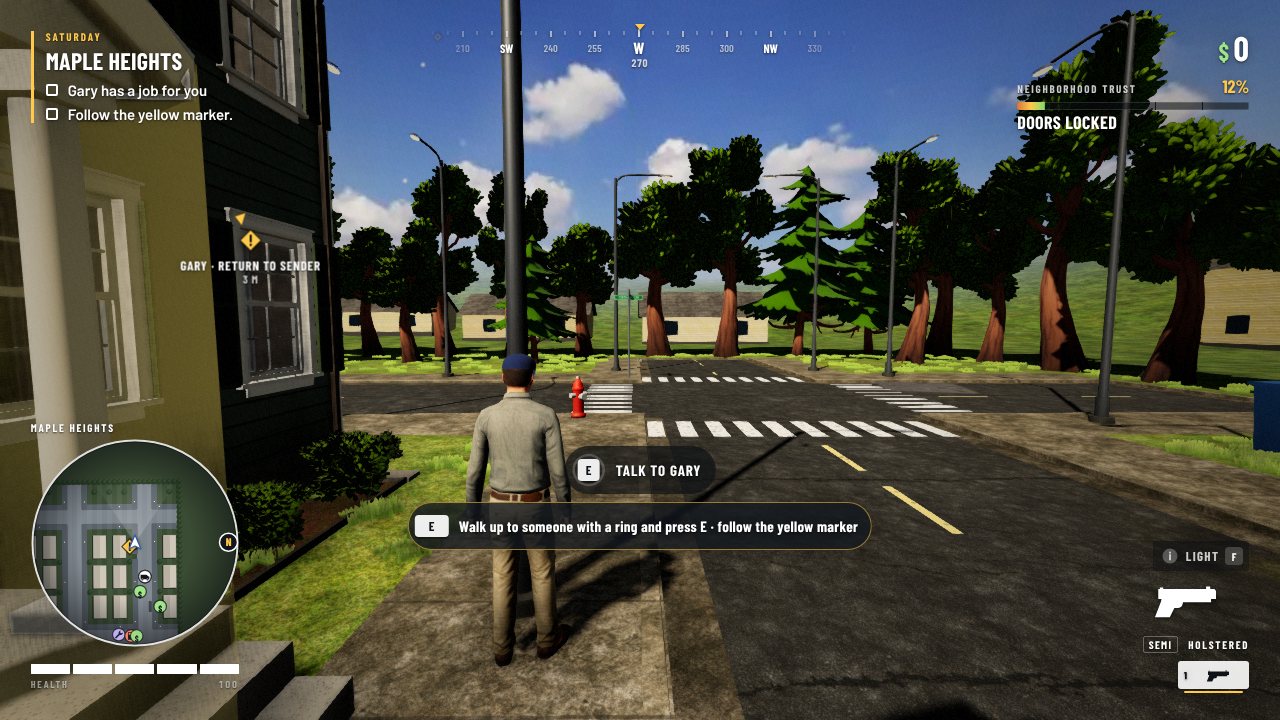 SATURDAY
MAPLE HEIGHTS
Gary has a job for you
Follow the yellow marker.
210 SW 240 255 W 285 300 NW 330
270
$0
NEIGHBORHOOD TRUST 12%
DOORS LOCKED
GARY · RETURN TO SENDER
3 M
E TALK TO GARY
E Walk up to someone with a ring and press E · follow the yellow marker
MAPLE HEIGHTS
N
HEALTH 100
LIGHT F
SEMI HOLSTERED
1